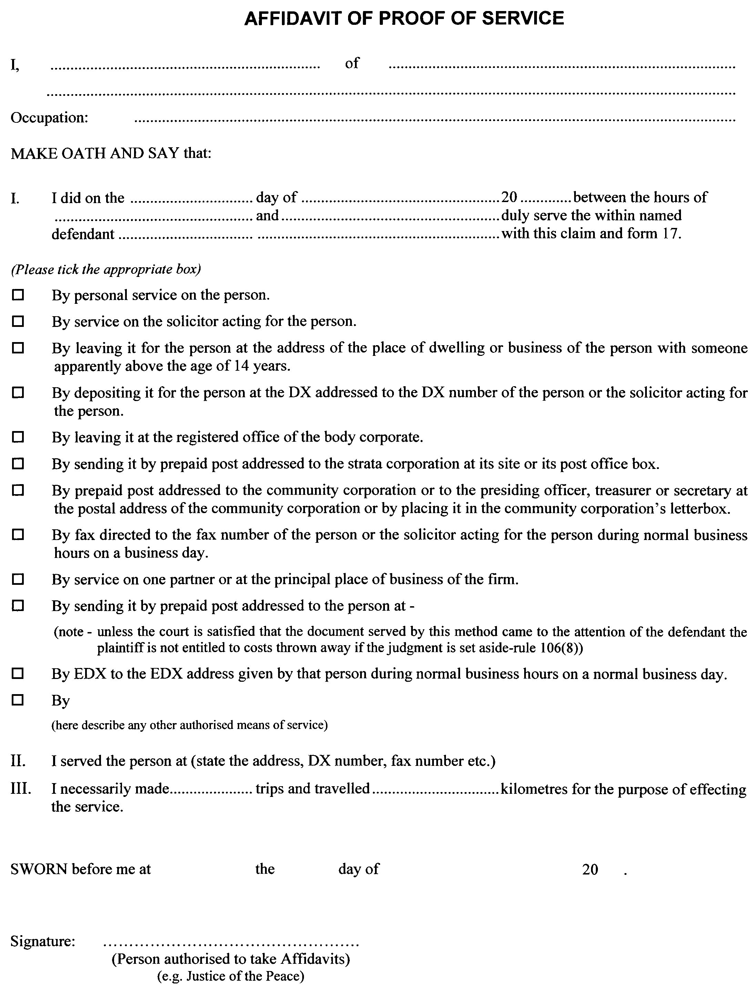 AFFIDAVIT OF PROOF OF SERVICE
I, ........................................ of ........................................
........................................
Occupation: ........................................
MAKE OATH AND SAY that:
I. I did on the .............................. day of ..............................20 .............between the hours of
........................................ and........................................duly serve the within named
defendant .............................. ........................................with this claim and form 17.
(Please tick the appropriate box)
☐ By personal service on the person.
☐ By service on the solicitor acting for the person.
☐ By leaving it for the person at the address of the place of dwelling or business of the person with someone
apparently above the age of 14 years.
☐ By depositing it for the person at the DX addressed to the DX number of the person or the solicitor acting for
the person.
☐ By leaving it at the registered office of the body corporate.
☐ By sending it by prepaid post addressed to the strata corporation at its site or its post office box.
☐ By prepaid post addressed to the community corporation or to the presiding officer, treasurer or secretary at
the postal address of the community corporation or by placing it in the community corporation's letterbox.
☐ By fax directed to the fax number of the person or the solicitor acting for the person during normal business
hours on a business day.
☐ By service on one partner or at the principal place of business of the firm.
☐ By sending it by prepaid post addressed to the person at -
(note - unless the court is satisfied that the document served by this method came to the attention of the defendant the
plaintiff is not entitled to costs thrown away if the judgment is set aside-rule 106(8))
☐ By EDX to the EDX address given by that person during normal business hours on a normal business day.
☐ By
(here describe any other authorised means of service)
II. I served the person at (state the address, DX number, fax number etc.)
III. I necessarily made..................... trips and travelled..............................kilometres for the purpose of effecting
the service.
SWORN before me at the day of 20 .
Signature: ........................................
(Person authorised to take Affidavits)
(e.g. Justice of the Peace)